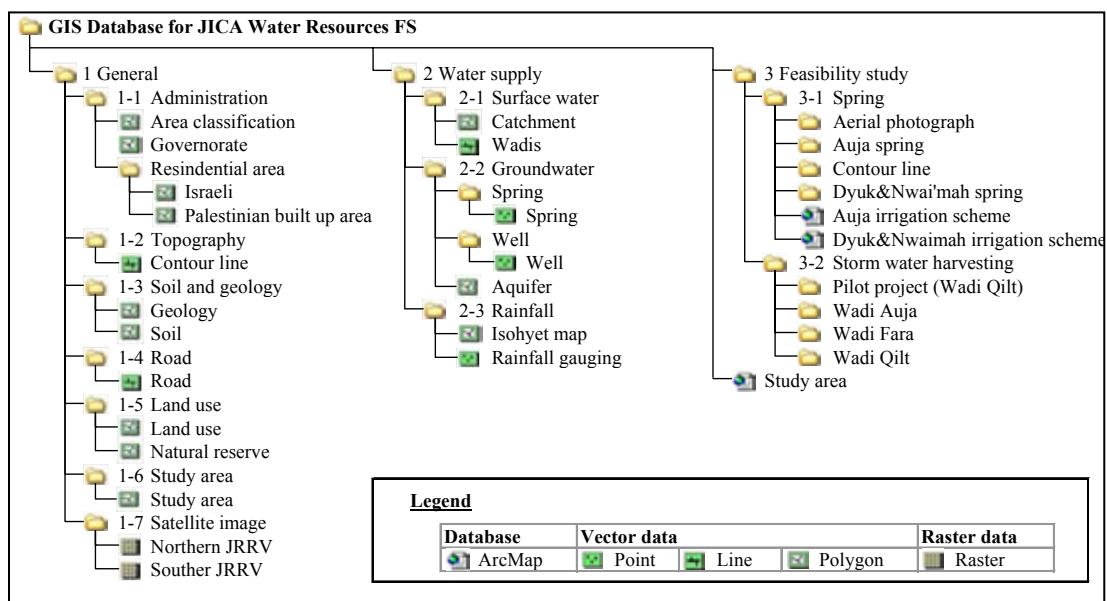 GIS Database for JICA Water Resources FS
1 General
1-1 Administration
Area classification
Governorate
Resindential area
Israeli
Palestinian built up area
1-2 Topography
Contour line
1-3 Soil and geology
Geology
Soil
1-4 Road
Road
1-5 Land use
Land use
Natural reserve
1-6 Study area
Study area
1-7 Satellite image
Northern JRRV
Souther JRRV
2 Water supply
2-1 Surface water
Catchment
Wadis
2-2 Groundwater
Spring
Spring
Well
Well
Aquifer
2-3 Rainfall
Isohyet map
Rainfall gauging
3 Feasibility study
3-1 Spring
Aerial photograph
Auja spring
Contour line
Dyuk&Nwai'mah spring
Auja irrigation scheme
Dyuk&Nwaimah irrigation scheme
3-2 Storm water harvesting
Pilot project (Wadi Qilt)
Wadi Auja
Wadi Fara
Wadi Qilt
Study area
Legend
Database Vector data Raster data
ArcMap Point Line Polygon Raster